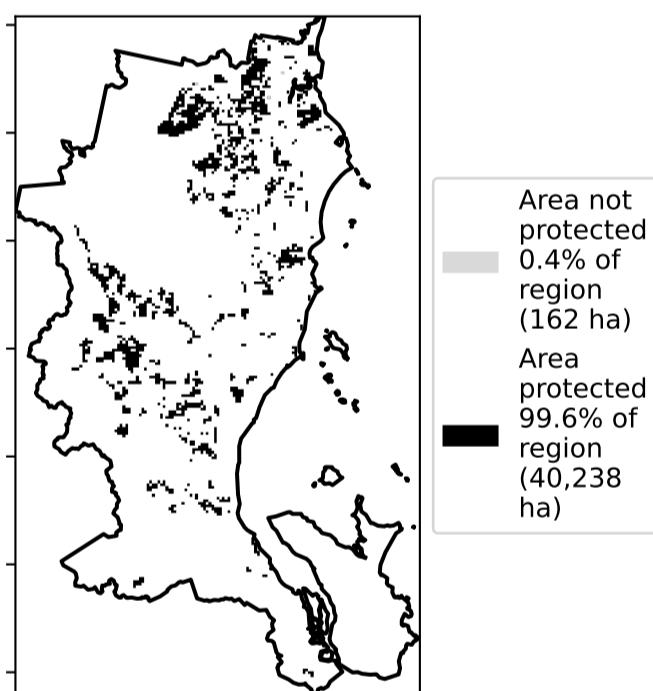 Area not
protected
0.4% of
region
(162 ha)
Area
protected
99.6% of
region
(40,238
ha)